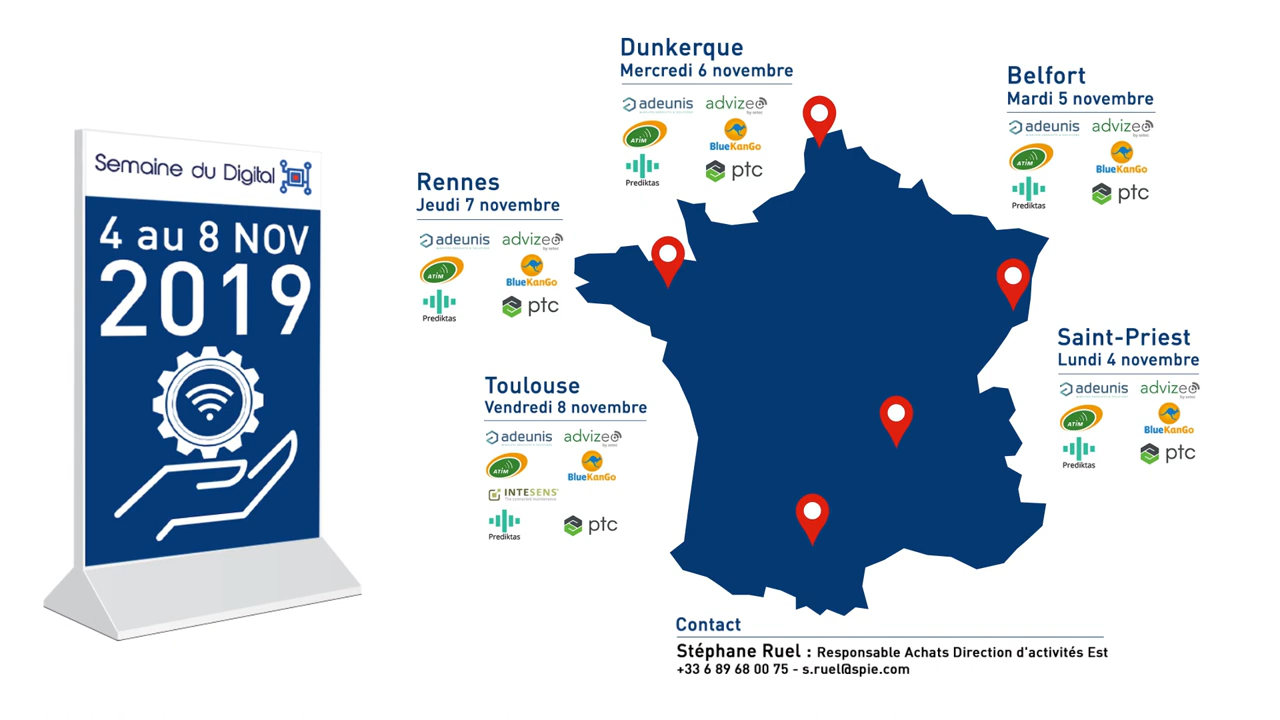 Semaine du Digital
4 au 8 NOV
2019
Dunkerque
Mercredi 6 novembre
adeunis
advizeo
ATIM
BlueKanGo
Prediktas
ptc
Belfort
Mardi 5 novembre
adeunis
advizeo
ATIM
BlueKanGo
Prediktas
ptc
Rennes
Jeudi 7 novembre
adeunis
advizeo
ATIM
BlueKanGo
Prediktas
ptc
Saint-Priest
Lundi 4 novembre
adeunis
advizeo
ATIM
BlueKanGo
Prediktas
ptc
Toulouse
Vendredi 8 novembre
adeunis
advizeo
ATIM
BlueKanGo
INTESENS
Prediktas
ptc
Contact
Stéphane Ruel : Responsable Achats Direction d'activités Est
+33 6 89 68 00 75 - s.ruel@spie.com